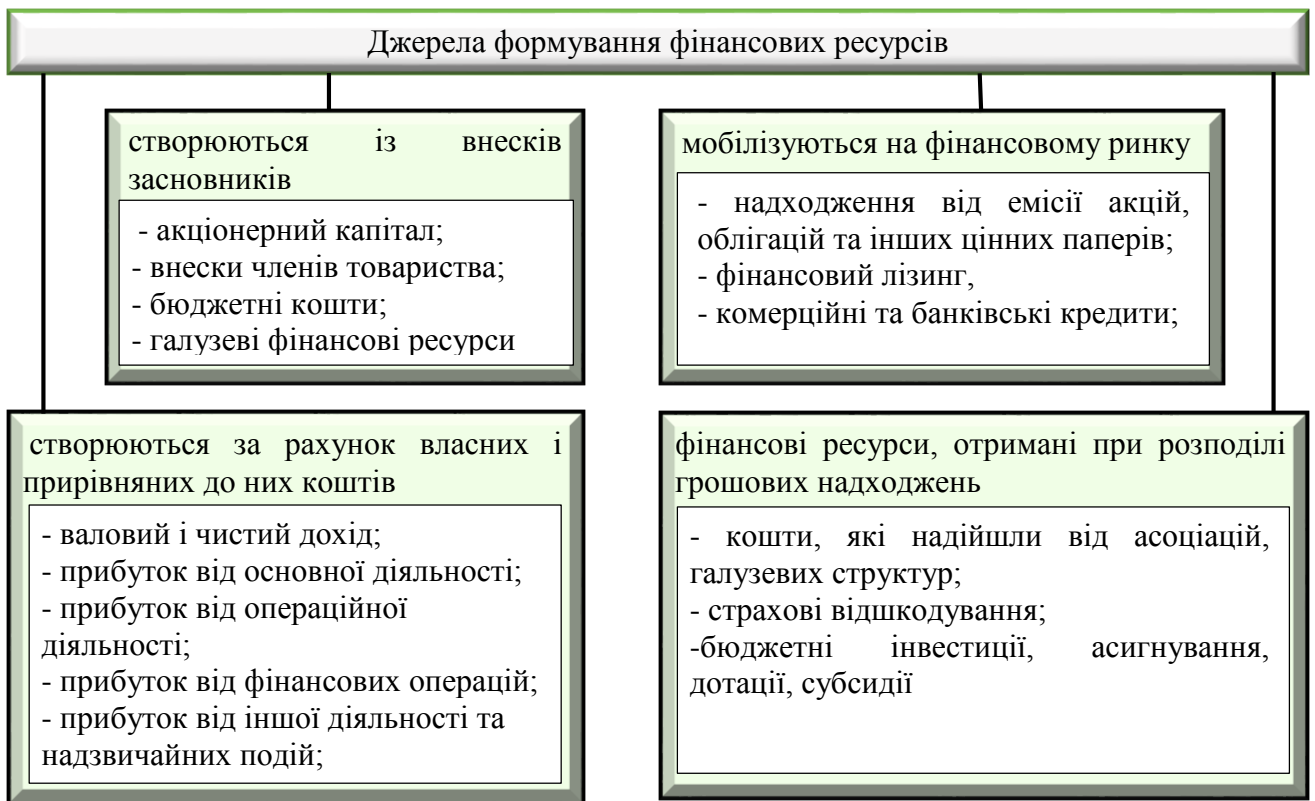 Джерела формування фінансових ресурсів
створюються із внесків
засновників
- акціонерний капітал;
- внески членів товариства;
- бюджетні кошти;
- галузеві фінансові ресурси
мобілізуються на фінансовому ринку
- надходження від емісії акцій,
облігацій та інших цінних паперів;
- фінансовий лізинг,
- комерційні та банківські кредити;
створюються за рахунок власних і
прирівняних до них коштів
- валовий і чистий дохід;
- прибуток від основної діяльності;
- прибуток від операційної
діяльності;
- прибуток від фінансових операцій;
- прибуток від іншої діяльності та
надзвичайних подій;
фінансові ресурси, отримані при розподілі
грошових надходжень
- кошти, які надійшли від асоціацій,
галузевих структур;
- страхові відшкодування;
-бюджетні інвестиції, асигнування,
дотації, субсидії